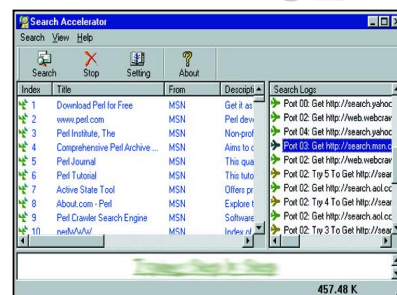 Search Accelerator
Search View Help
Search Stop Setting About
Index Title From Descripti
1 Download Perl for Free MSN Get it as
2 www.perl.com MSN Perl deve
3 Perl Institute, The MSN Non-prof
4 Comprehensive Perl Archive ... MSN Aims to c
5 Perl Journal MSN This qua
6 Perl Tutorial MSN This tuto
7 Active State Tool MSN Offers pr
8 About.com - Perl MSN Explore t
9 Perl Crawler Search Engine MSN Software
10 perlWWW MSN Index of
Search Logs
Port 00: Get http://search.yahoo
Port 02: Get http://web.webcraw
Port 04: Get http://search.yahoo
Port 03: Get http://search.msn.c
Port 02: Get http://web.webcraw
Port 02: Try 5 To Get http://sear
Port 02: Get http://search.aol.cc
Port 02: Try 4 To Get http://sear
Port 02: Get http://search.aol.cc
Port 02: Try 3 To Get http://sear
457.48 K